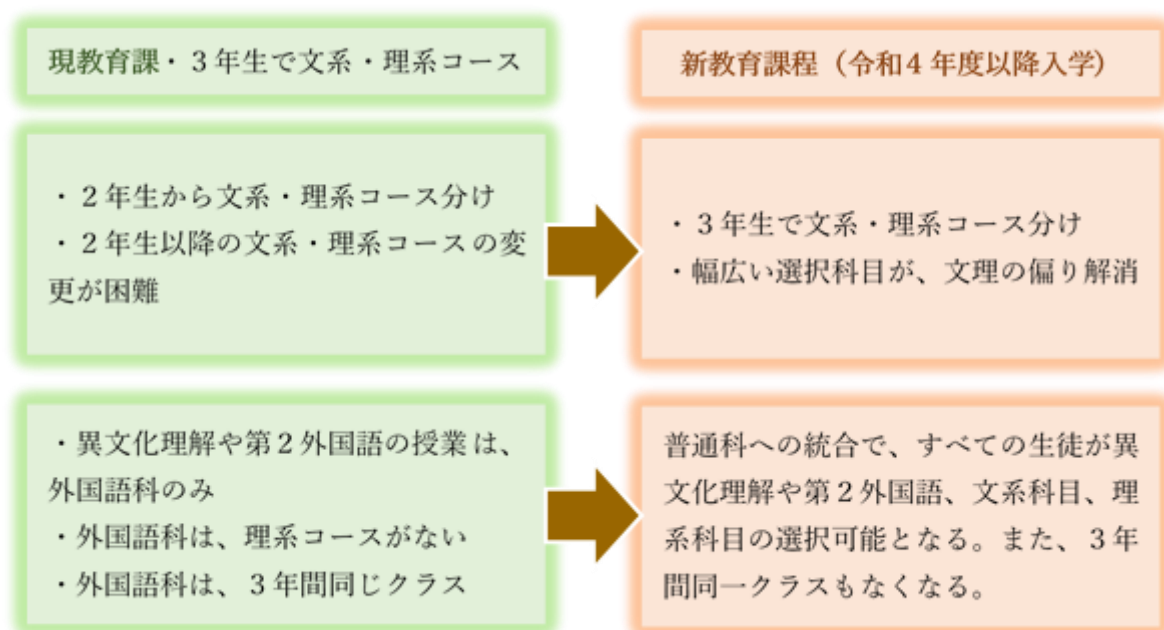 現教育課・３年生で文系・理系コース
新教育課程（令和４年度以降入学）
・２年生から文系・理系コース分け
・２年生以降の文系・理系コースの変
更が困難
・３年生で文系・理系コース分け
・幅広い選択科目が、文理の偏り解消
・異文化理解や第２外国語の授業は、
外国語科のみ
・外国語科は、理系コースがない
・外国語科は、３年間同じクラス
普通科への統合で、すべての生徒が異
文化理解や第２外国語、文系科目、理
系科目の選択可能となる。また、３年
間同一クラスもなくなる。